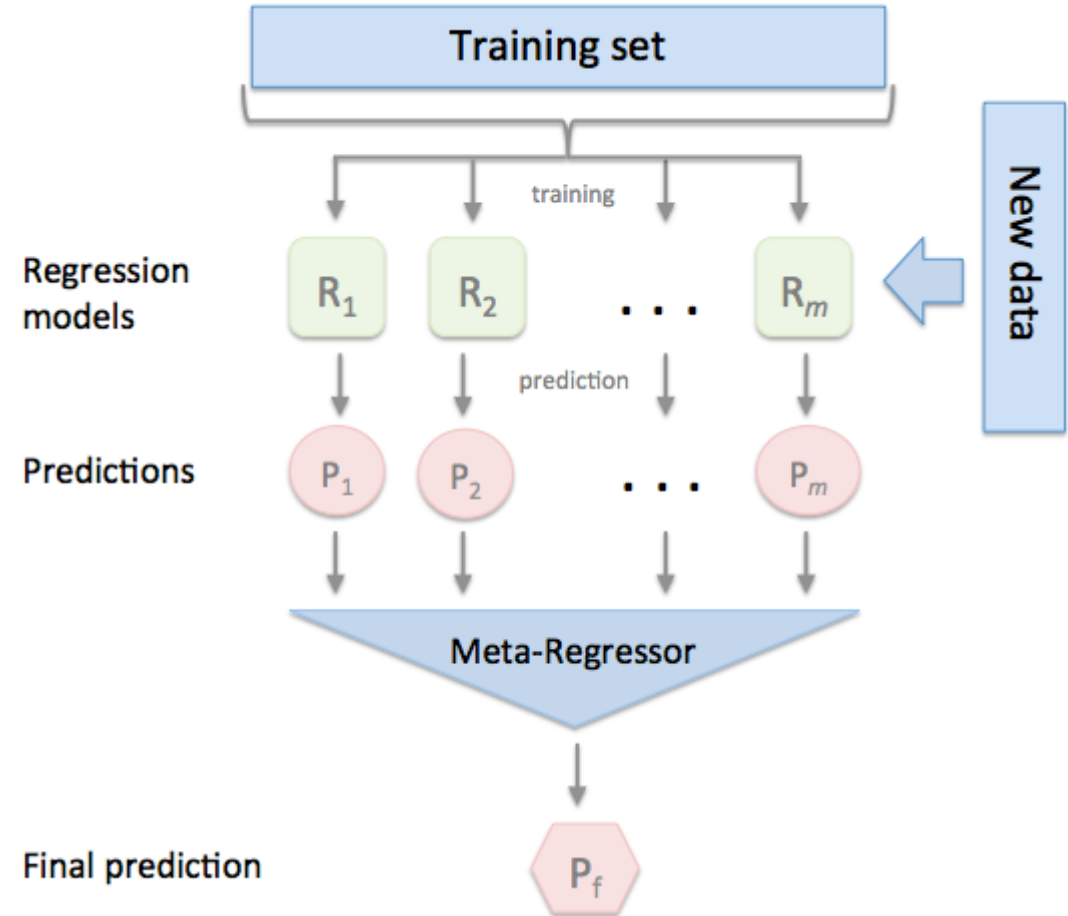 Training set
New data
training
Regression
models
R1
R2
. . .
Rm
prediction
Predictions
P1
P2
. . .
Pm
Meta-Regressor
Final prediction
Pf